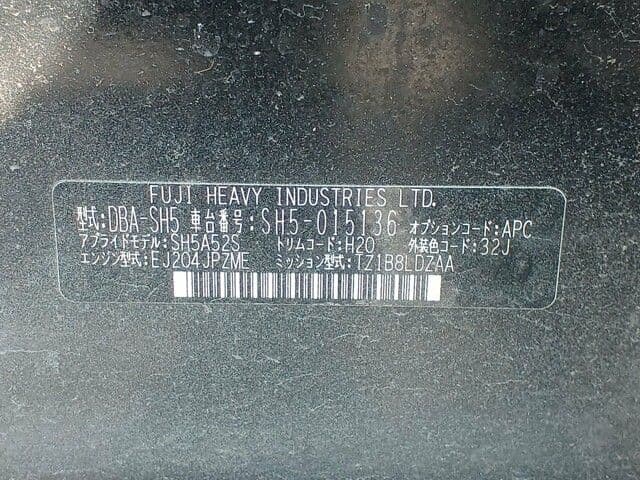 FUJI HEAVY INDUSTRIES LTD.
型式:DBA-SH5 車台番号:SH5-015136 オプションコード:APC
アプライドモデル:SH5A52S トリムコード:H20 外装色コード:32J
エンジン型式:EJ204JPZME ミッション型式:TZ1B8LDZAA